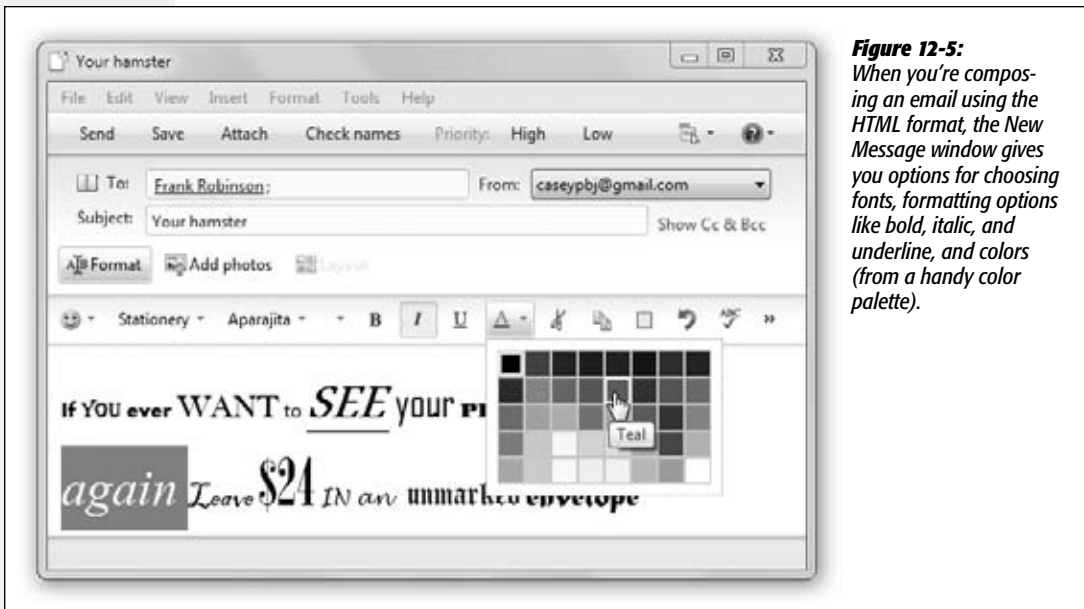 Your hamster
File Edit View Insert Format Tools Help
Send Save Attach Check names Priority: High Low
To: Frank Robinson;
From: caseypbj@gmail.com
Subject: Your hamster
Show Cc & Bcc
Format Add photos Layout
Stationery Aparajita B I U A ABC »
If YOU ever WANT to SEE your
Teal
again Leave $24 IN an unmarked envelope
Figure 12-5:
When you're compos-
ing an email using the
HTML format, the New
Message window gives
you options for choosing
fonts, formatting options
like bold, italic, and
underline, and colors
(from a handy color
palette).